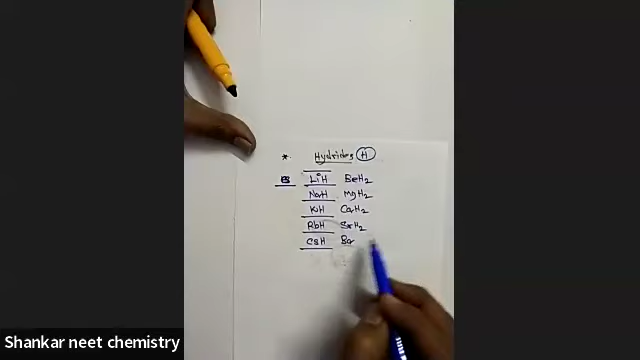 * Hydrides H
LiH BeH2
NaH MgH2
KH CaH2
RbH SrH2
CsH Ba
Shankar neet chemistry